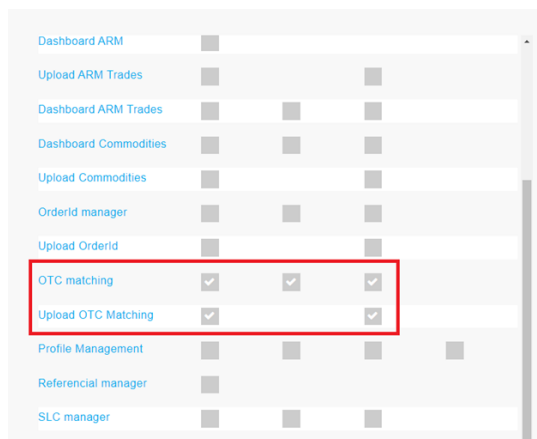 Dashboard ARM
Upload ARM Trades
Dashboard ARM Trades
Dashboard Commodities
Upload Commodities
OrderId manager
Upload OrderId
OTC matching
Upload OTC Matching
Profile Management
Referencial manager
SLC manager